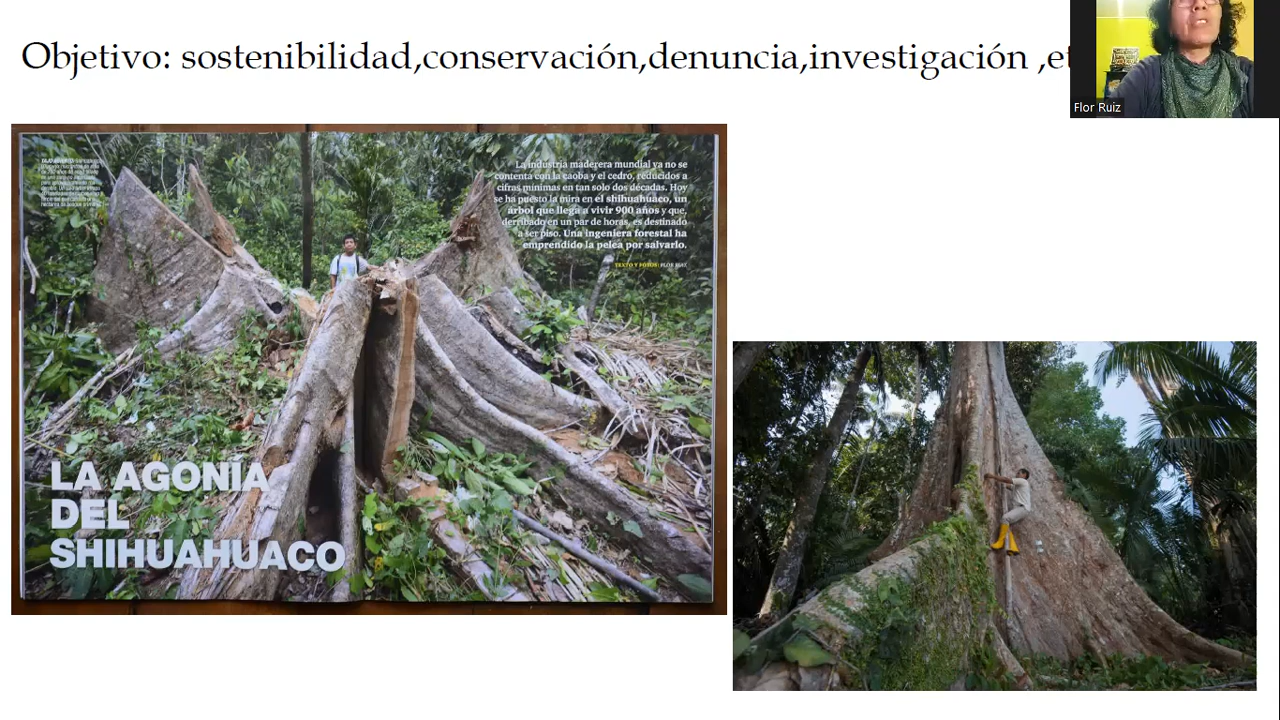 Objetivo: sostenibilidad,conservación,denuncia,investigación ,et
Flor Ruiz
La industria maderera mundial ya no se
contenta con la caoba y el cedro, reducidos a
cifras mínimas en tan solo dos décadas. Hoy
se ha puesto la mira en el shihuahuaco, un
árbol que llega a vivir 900 años y que,
derribado en un par de horas, es destinado
a ser piso. Una ingeniera forestal ha
emprendido la pelea por salvarlo.
TEXTO Y FOTOS: FLOR RUIZ
LA AGONÍA
DEL
SHIHUAHUACO